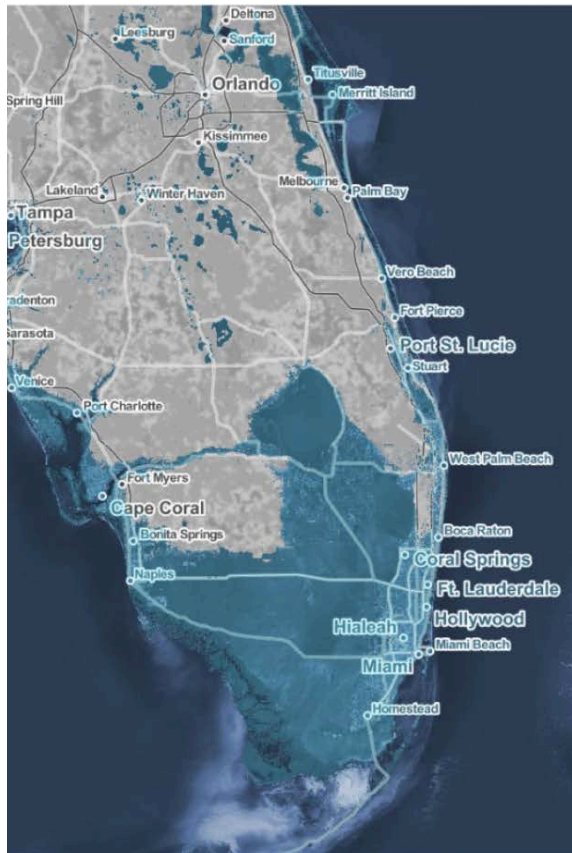 Deltona
Leesburg
Sanford
Titusville
Orlando
Merritt Island
Spring Hill
Kissimmee
Melbourne
Lakeland
Winter Haven
Palm Bay
Tampa
Petersburg
Vero Beach
radenton
Fort Pierce
Sarasota
Port St. Lucie
Stuart
Venice
Port Charlotte
West Palm Beach
Fort Myers
Cape Coral
Bonita Springs
Boca Raton
Coral Springs
Naples
Ft. Lauderdale
Hollywood
Hialeah
Miami Beach
Miami
Homestead